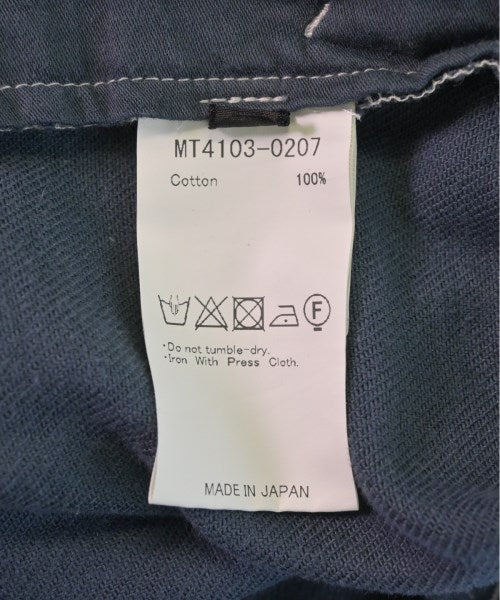 MT4103-0207
Cotton 100%
F
·Do not tumble-dry.
·Iron With Press Cloth.
MADE IN JAPAN